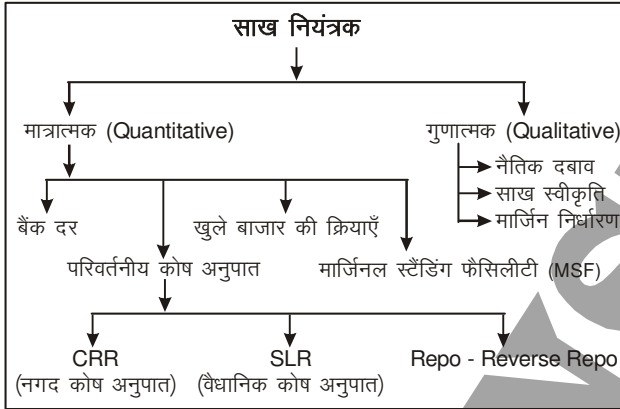 साख नियंत्रक
मात्रात्मक (Quantitative)
गुणात्मक (Qualitative)
नैतिक दबाव
साख स्वीकृति
मार्जिन निर्धारण
बैंक दर
खुले बाजार की क्रियाएँ
परिवर्तनीय कोष अनुपात
मार्जिनल स्टैंडिंग फैसिलीटी (MSF)
CRR
(नगद कोष अनुपात)
SLR
(वैधानिक कोष अनुपात)
Repo - Reverse Repo